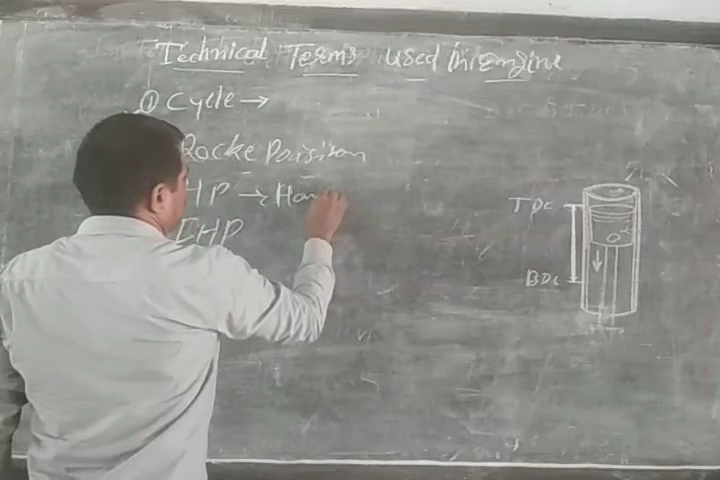 Technical Terms used in engine
① Cycle →
Rocke Position
HP → Hor
IHP
TDC
BDC